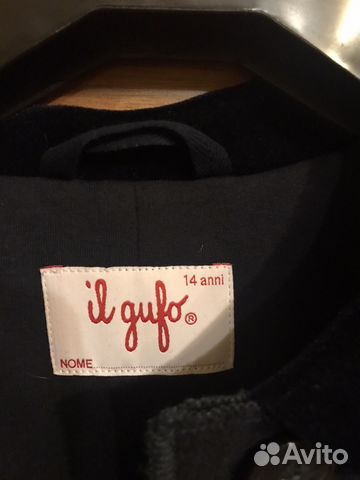 14 anni
il gufo®
NOME
Avito